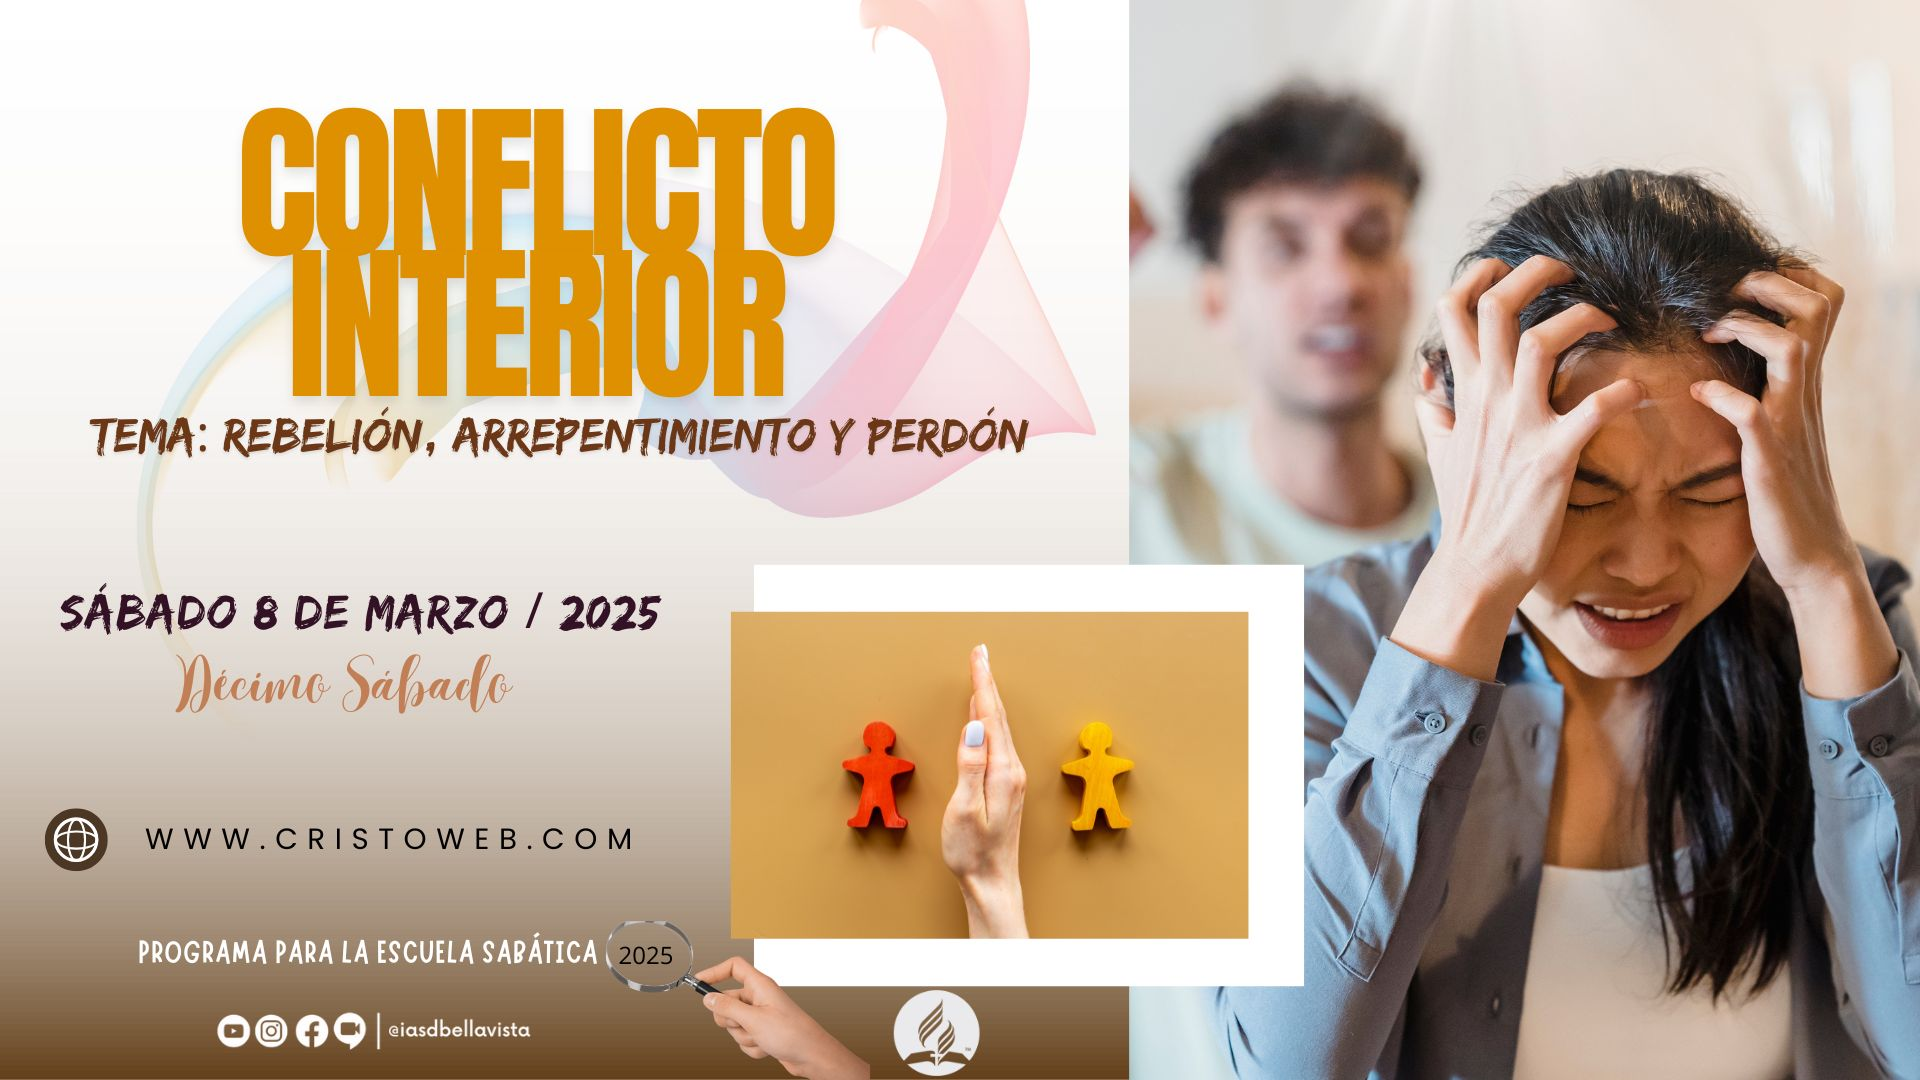 CONFLICTO
INTERIOR
TEMA: REBELIÓN, ARREPENTIMIENTO Y PERDÓN
SÁBADO 8 DE MARZO / 2025
Décimo Sábado
WWW.CRISTOWEB.COM
PROGRAMA PARA LA ESCUELA SABÁTICA 2025
@iasdbellavista